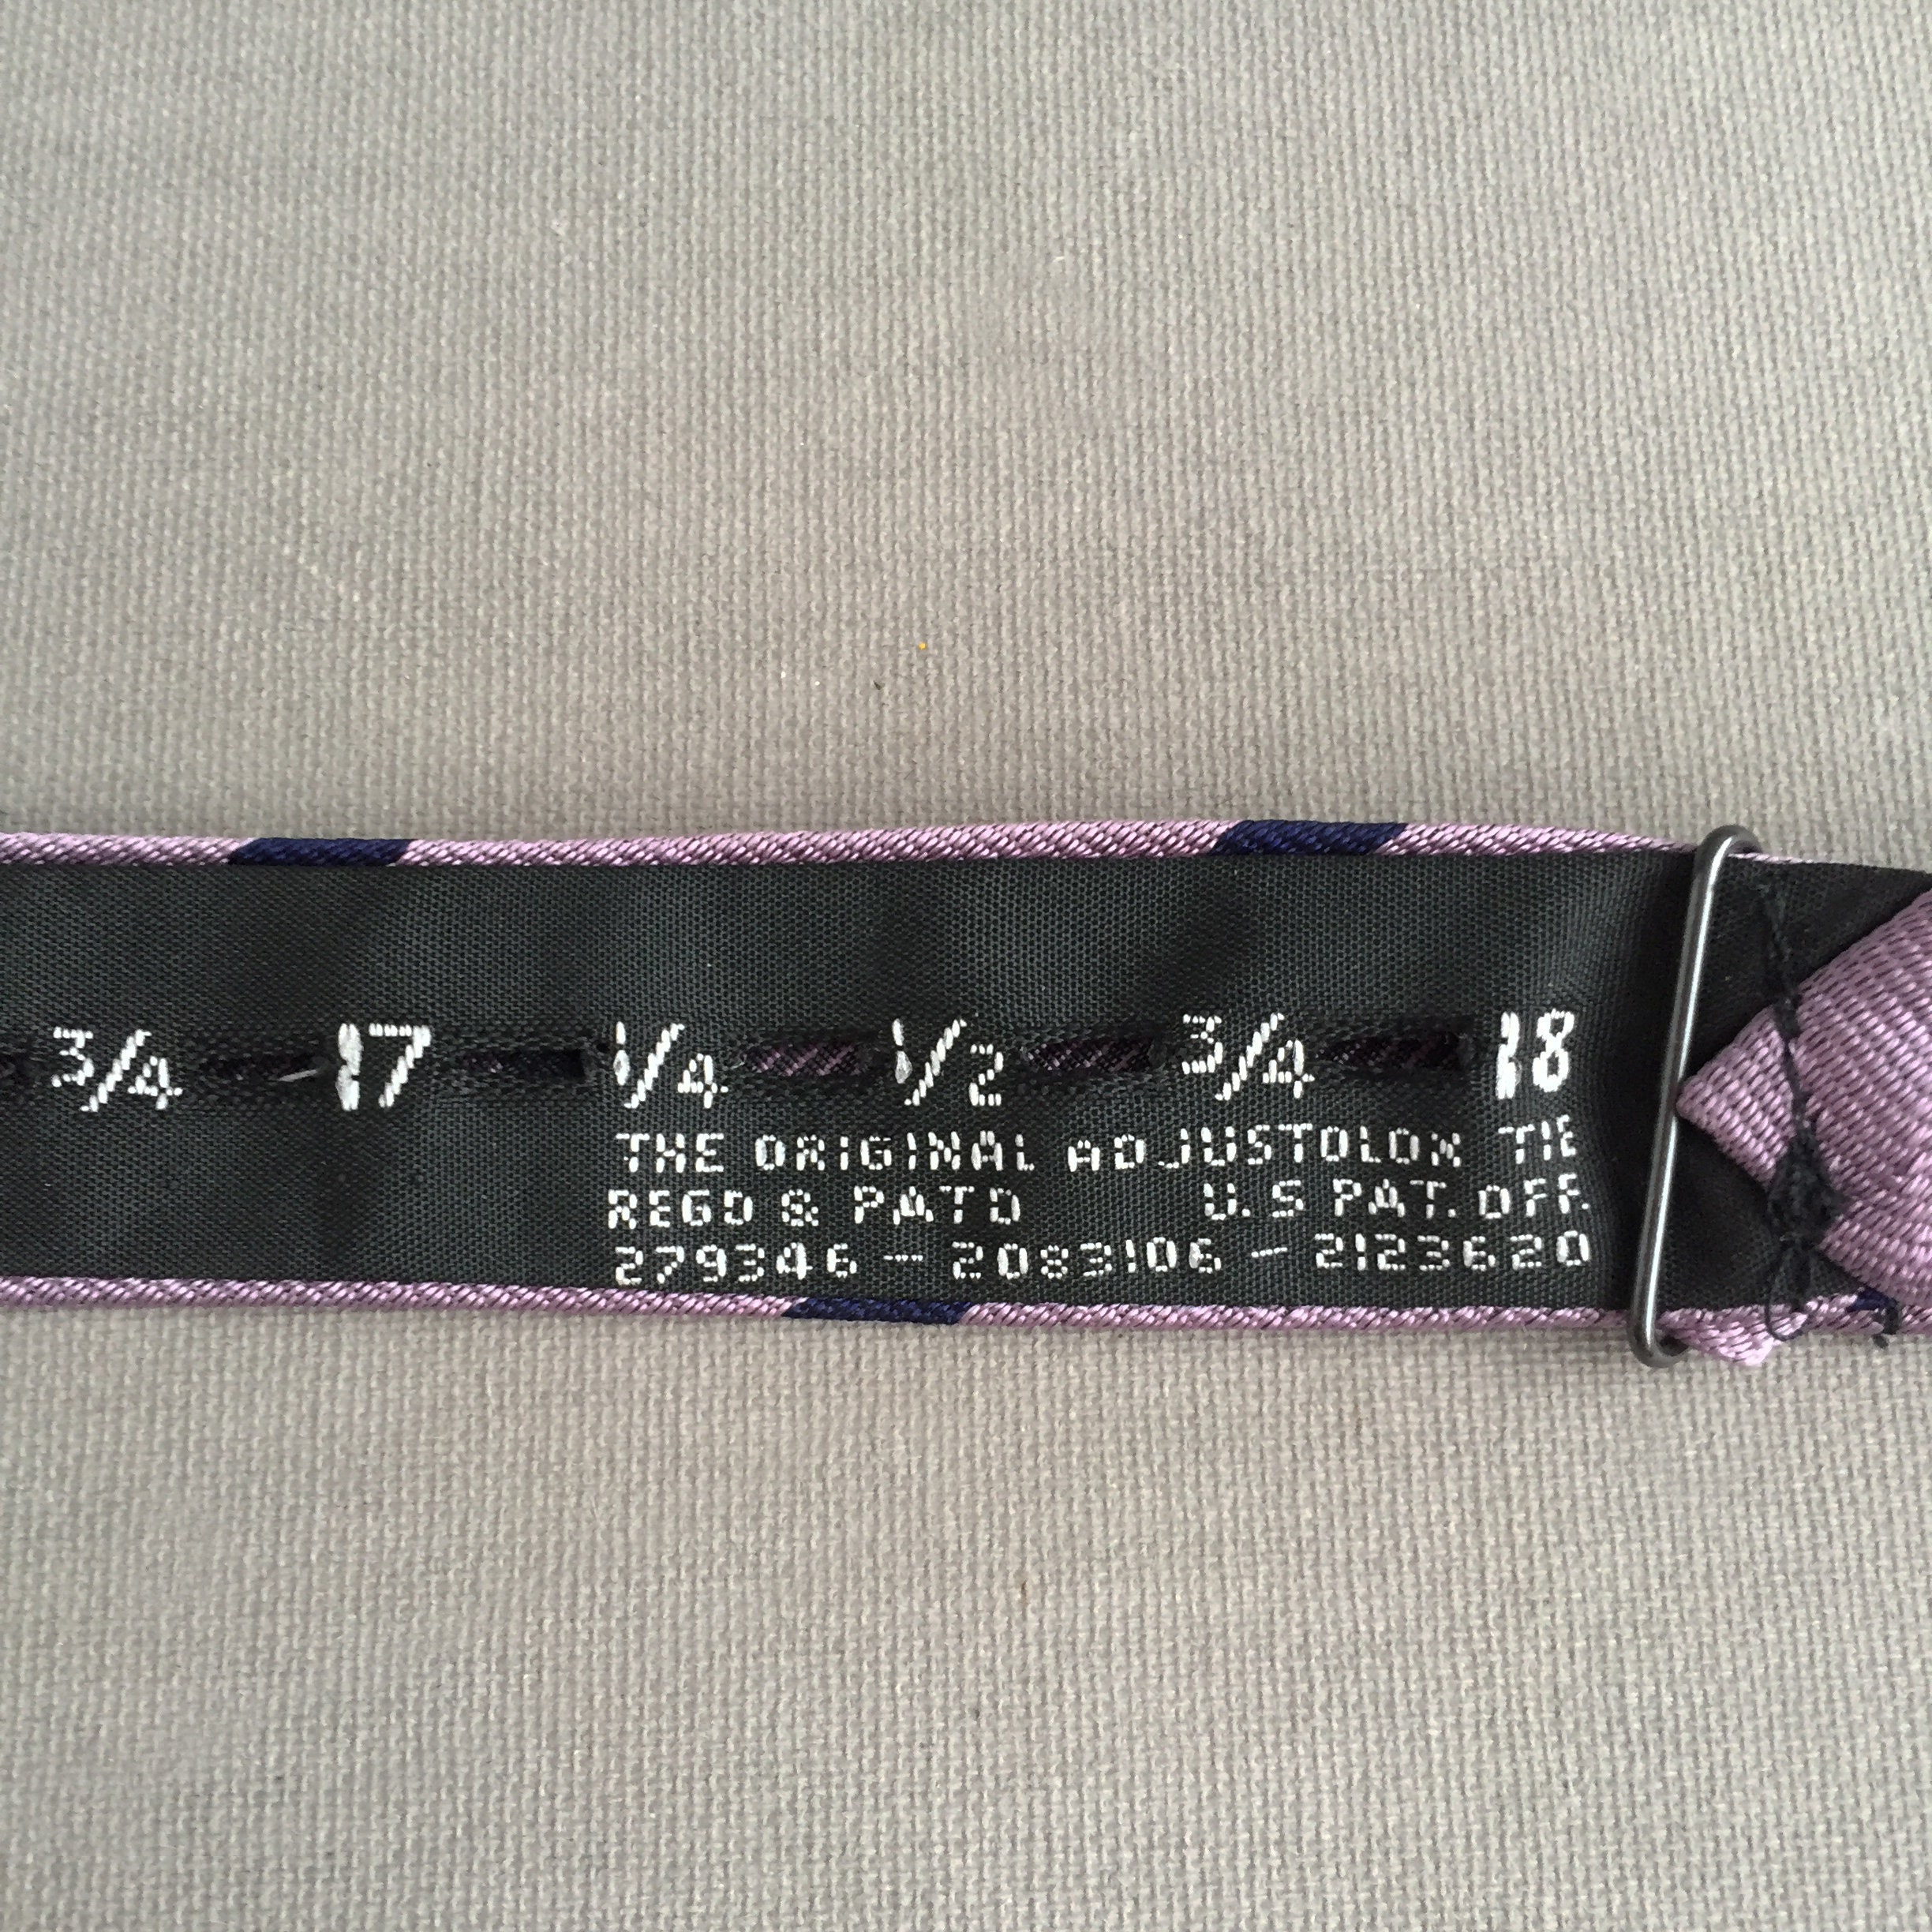 3/4 17 1/4 1/2 3/4 18
THE ORIGINAL ADJUSTOLOX TIE
REGD & PATD U.S PAT. OFF.
279346 — 2083106 — 2123620